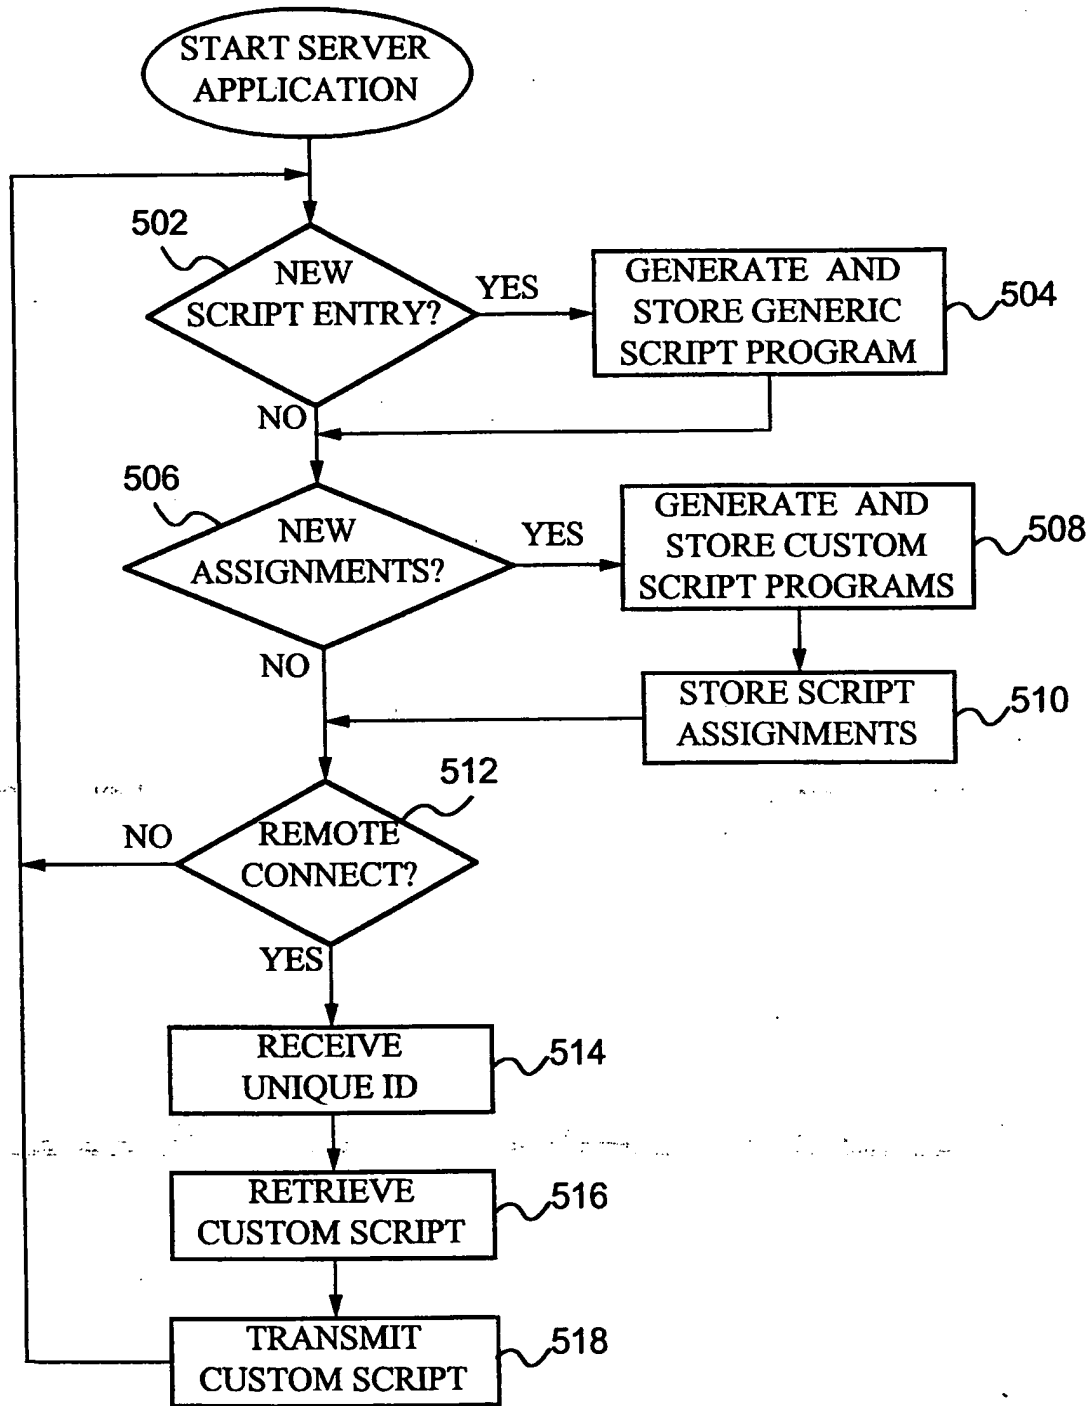 START SERVER
APPLICATION
502
NEW
SCRIPT ENTRY?
YES
GENERATE AND
STORE GENERIC
SCRIPT PROGRAM
504
NO
506
NEW
ASSIGNMENTS?
YES
GENERATE AND
STORE CUSTOM
SCRIPT PROGRAMS
508
NO
STORE SCRIPT
ASSIGNMENTS
510
512
NO
REMOTE
CONNECT?
YES
RECEIVE
UNIQUE ID
514
RETRIEVE
CUSTOM SCRIPT
516
TRANSMIT
CUSTOM SCRIPT
518